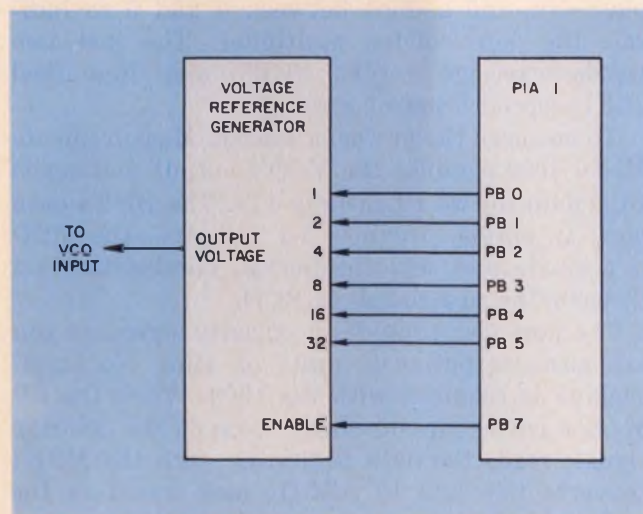 VOLTAGE
REFERENCE
GENERATOR
PIA 1
1
PB 0
2
PB 1
TO
VCO
INPUT
OUTPUT
VOLTAGE
4
PB 2
8
PB 3
16
PB 4
32
PB 5
ENABLE
PB 7